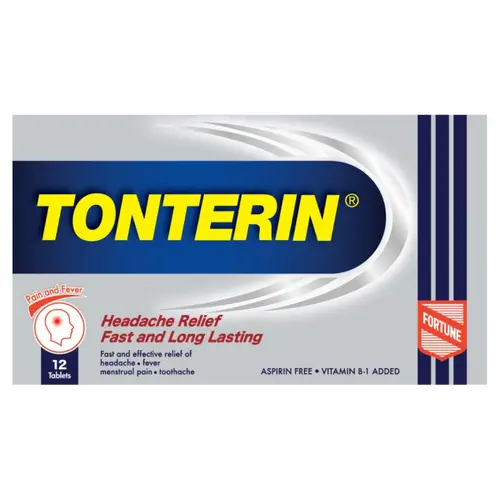 TONTERIN®
Pain and Fever
Headache Relief
Fast and Long Lasting
Fast and effective relief of
headache • fever
menstrual pain • toothache
12
Tablets
FORTUNE
ASPIRIN FREE • VITAMIN B-1 ADDED